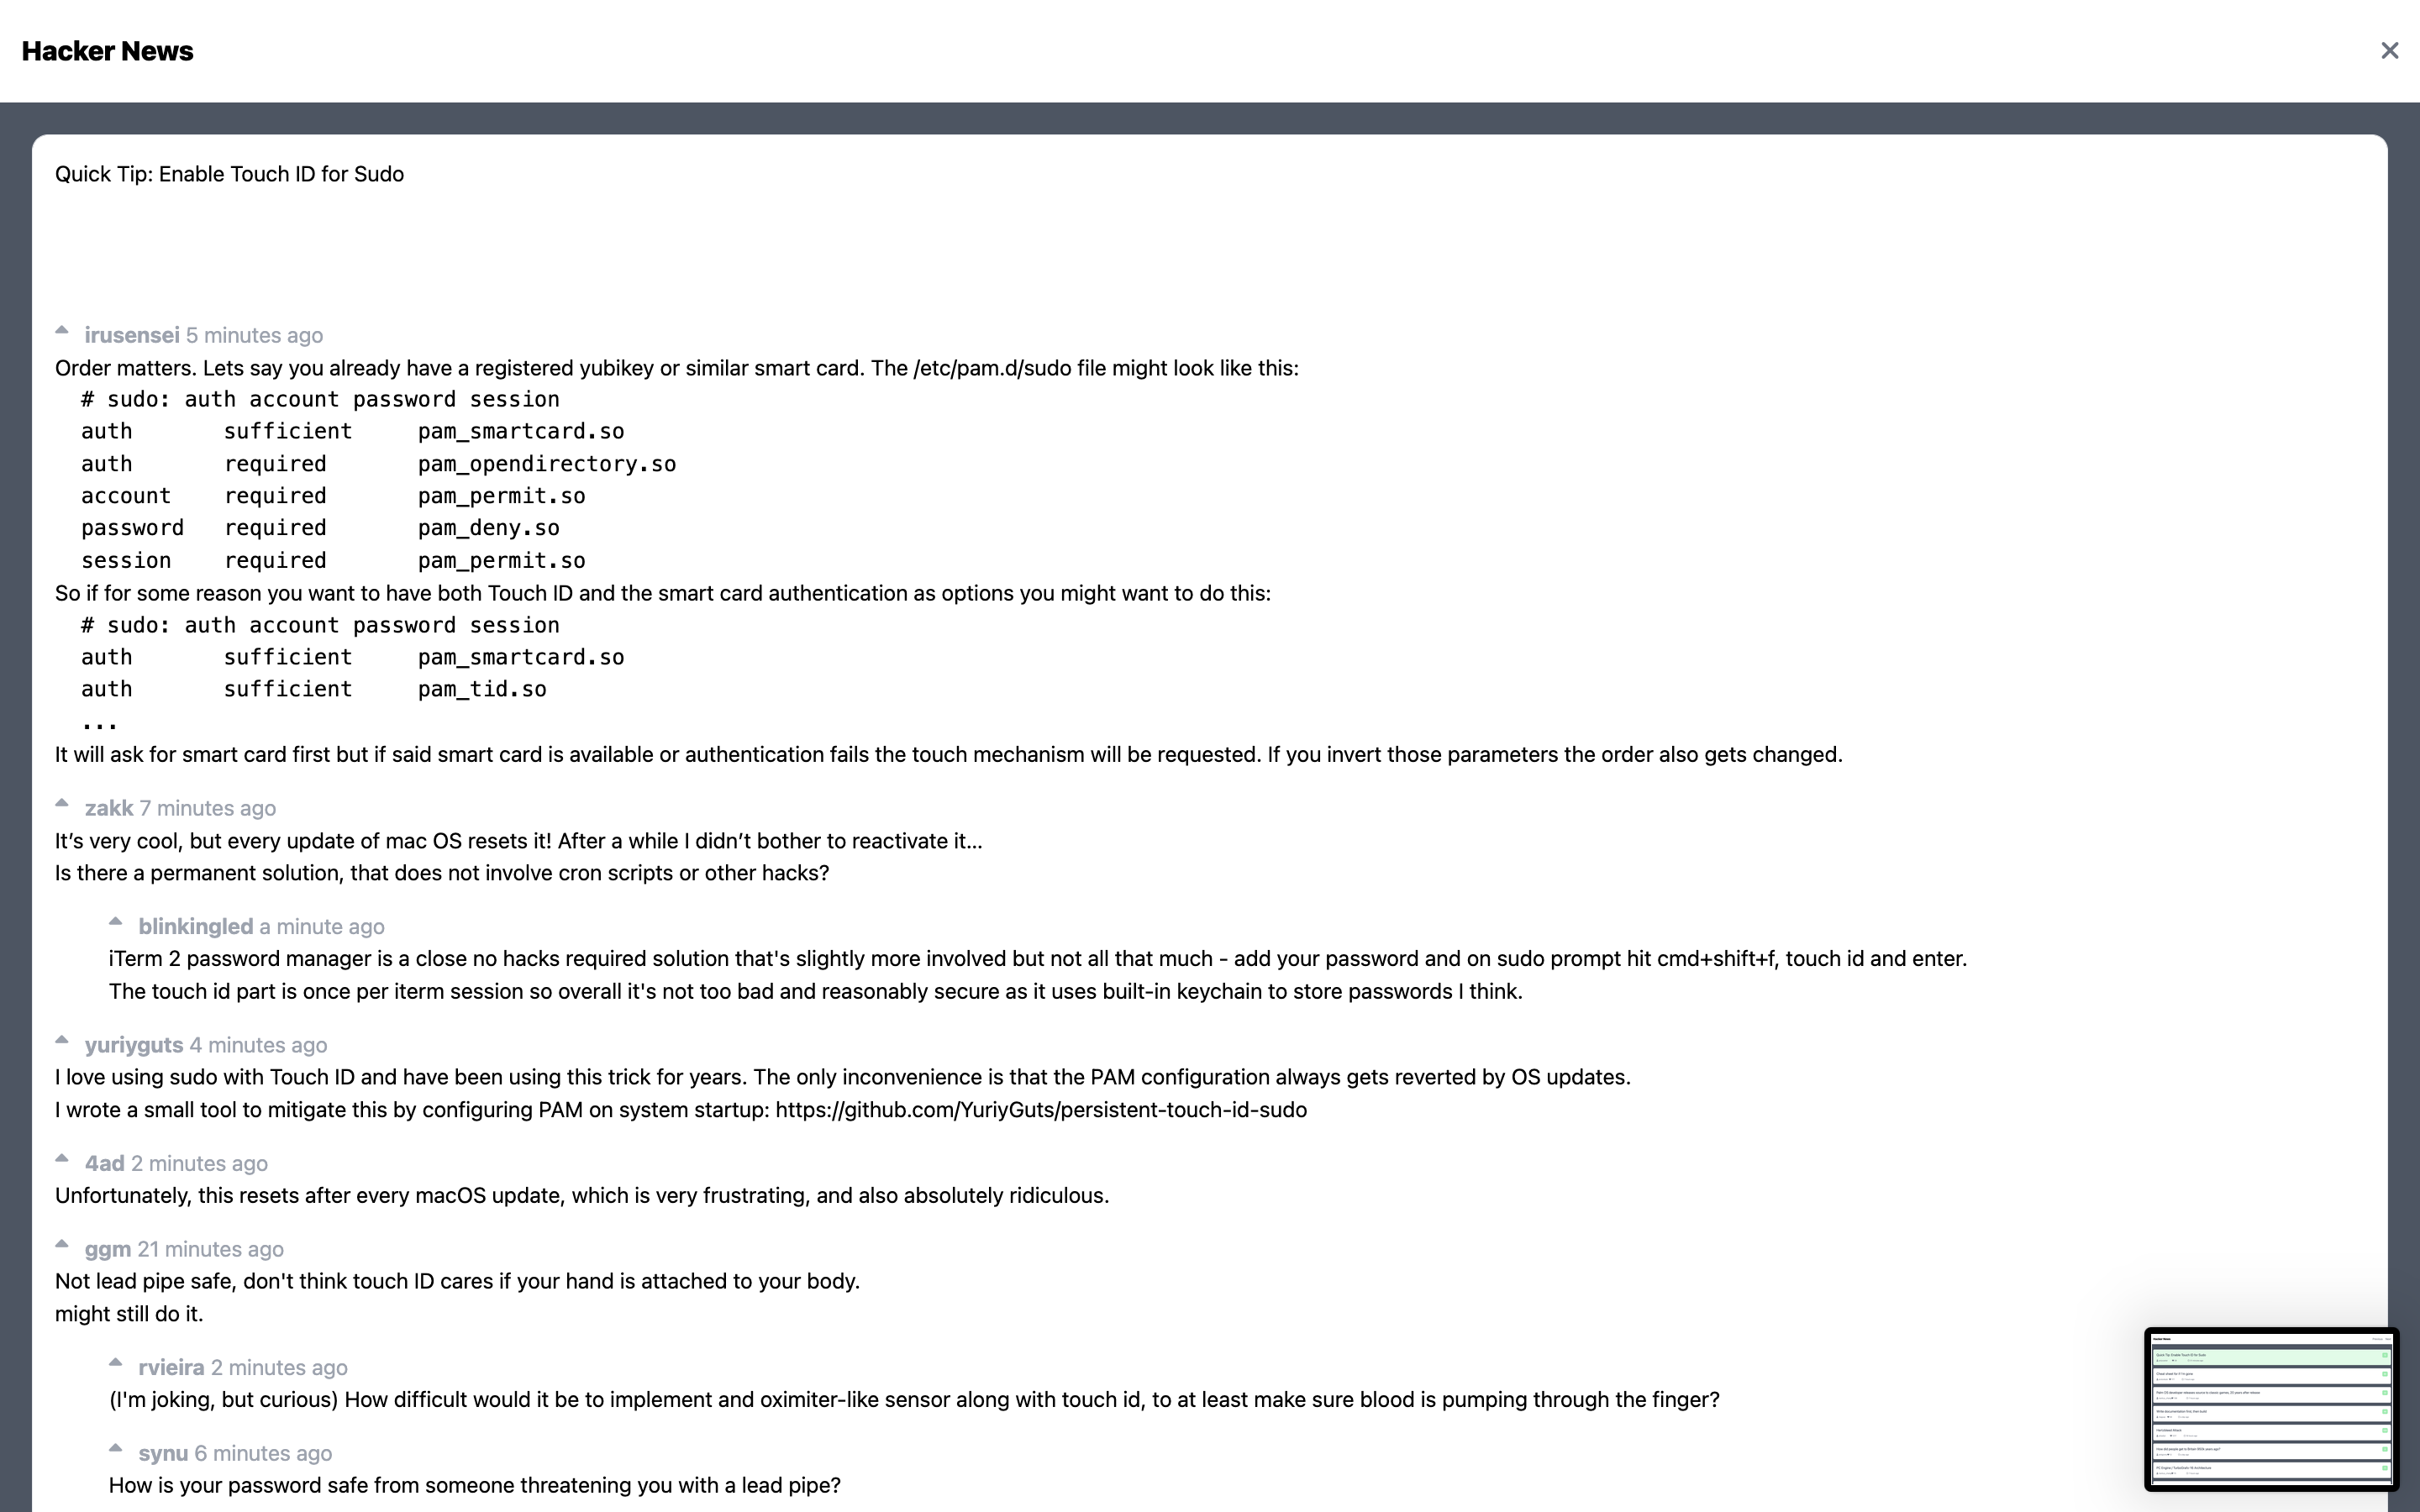 Hacker News
Quick Tip: Enable Touch ID for Sudo
irusensei 5 minutes ago
Order matters. Lets say you already have a registered yubikey or similar smart card. The /etc/pam.d/sudo file might look like this:
# sudo: auth account password session
auth       sufficient     pam_smartcard.so
auth       required       pam_opendirectory.so
account    required       pam_permit.so
password   required       pam_deny.so
session    required       pam_permit.so
So if for some reason you want to have both Touch ID and the smart card authentication as options you might want to do this:
# sudo: auth account password session
auth       sufficient     pam_smartcard.so
auth       sufficient     pam_tid.so
...
It will ask for smart card first but if said smart card is available or authentication fails the touch mechanism will be requested. If you invert those parameters the order also gets changed.
zakk 7 minutes ago
It’s very cool, but every update of mac OS resets it! After a while I didn’t bother to reactivate it...
Is there a permanent solution, that does not involve cron scripts or other hacks?
blinkingled a minute ago
iTerm 2 password manager is a close no hacks required solution that's slightly more involved but not all that much - add your password and on sudo prompt hit cmd+shift+f, touch id and enter.
The touch id part is once per iterm session so overall it's not too bad and reasonably secure as it uses built-in keychain to store passwords I think.
yuriyguts 4 minutes ago
I love using sudo with Touch ID and have been using this trick for years. The only inconvenience is that the PAM configuration always gets reverted by OS updates.
I wrote a small tool to mitigate this by configuring PAM on system startup: https://github.com/YuriyGuts/persistent-touch-id-sudo
4ad 2 minutes ago
Unfortunately, this resets after every macOS update, which is very frustrating, and also absolutely ridiculous.
ggm 21 minutes ago
Not lead pipe safe, don't think touch ID cares if your hand is attached to your body.
might still do it.
rvieira 2 minutes ago
(I'm joking, but curious) How difficult would it be to implement and oximiter-like sensor along with touch id, to at least make sure blood is pumping through the finger?
synu 6 minutes ago
How is your password safe from someone threatening you with a lead pipe?